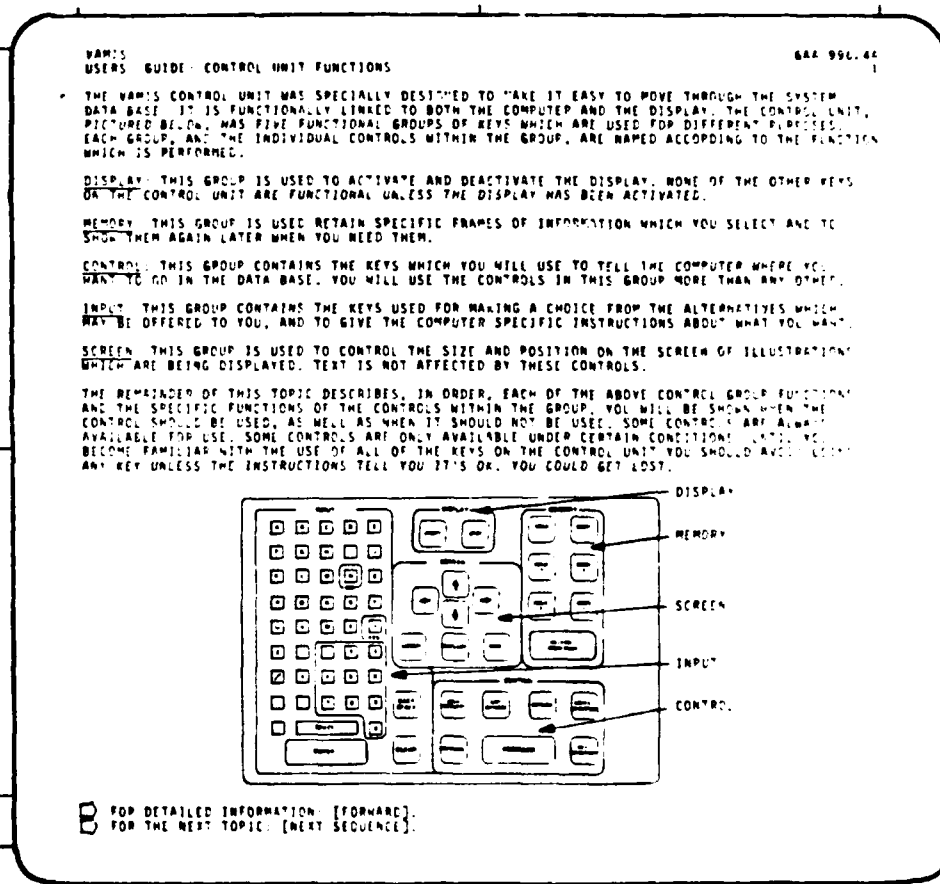 VAMIS 6AA 996.44
USERS GUIDE: CONTROL UNIT FUNCTIONS 1
THE VAMIS CONTROL UNIT WAS SPECIALLY DESIGNED TO MAKE IT EASY TO MOVE THROUGH THE SYSTEM
DATA BASE. IT IS FUNCTIONALLY LINKED TO BOTH THE COMPUTER AND THE DISPLAY. THE CONTROL UNIT,
PICTURED BELOW, HAS FIVE FUNCTIONAL GROUPS OF KEYS WHICH ARE USED FOR DIFFERENT PURPOSES.
EACH GROUP, AND THE INDIVIDUAL CONTROLS WITHIN THE GROUP, ARE NAMED ACCORDING TO THE FUNCTION
WHICH IS PERFORMED.
DISPLAY: THIS GROUP IS USED TO ACTIVATE AND DEACTIVATE THE DISPLAY. NONE OF THE OTHER KEYS
ON THE CONTROL UNIT ARE FUNCTIONAL UNLESS THE DISPLAY HAS BEEN ACTIVATED.
MEMORY: THIS GROUP IS USED RETAIN SPECIFIC FRAMES OF INFORMATION WHICH YOU SELECT AND TO
SHOW THEM AGAIN LATER WHEN YOU NEED THEM.
CONTROL: THIS GROUP CONTAINS THE KEYS WHICH YOU WILL USE TO TELL THE COMPUTER WHERE YOU
WANT TO GO IN THE DATA BASE. YOU WILL USE THE CONTROLS IN THIS GROUP MORE THAN ANY OTHER.
INPUT: THIS GROUP CONTAINS THE KEYS USED FOR MAKING A CHOICE FROM THE ALTERNATIVES WHICH
MAY BE OFFERED TO YOU, AND TO GIVE THE COMPUTER SPECIFIC INSTRUCTIONS ABOUT WHAT YOU WANT.
SCREEN: THIS GROUP IS USED TO CONTROL THE SIZE AND POSITION ON THE SCREEN OF ILLUSTRATIONS
WHICH ARE BEING DISPLAYED. TEXT IS NOT AFFECTED BY THESE CONTROLS.
THE REMAINDER OF THIS TOPIC DESCRIBES, IN ORDER, EACH OF THE ABOVE CONTROL GROUP FUNCTIONS
AND THE SPECIFIC FUNCTIONS OF THE CONTROLS WITHIN THE GROUP. YOU WILL BE SHOWN WHEN THE
CONTROL SHOULD BE USED, AS WELL AS WHEN IT SHOULD NOT BE USED. SOME CONTROLS ARE ALWAYS
AVAILABLE FOR USE. SOME CONTROLS ARE ONLY AVAILABLE UNDER CERTAIN CONDITIONS. UNTIL YOU
BECOME FAMILIAR WITH THE USE OF ALL OF THE KEYS ON THE CONTROL UNIT YOU SHOULD AVOID USING
ANY KEY UNLESS THE INSTRUCTIONS TELL YOU IT'S OK. YOU COULD GET LOST.
DISPLAY
MEMORY
SCREEN
INPUT
CONTROL
FOR DETAILED INFORMATION: [FORWARD].
FOR THE NEXT TOPIC: [NEXT SEQUENCE].